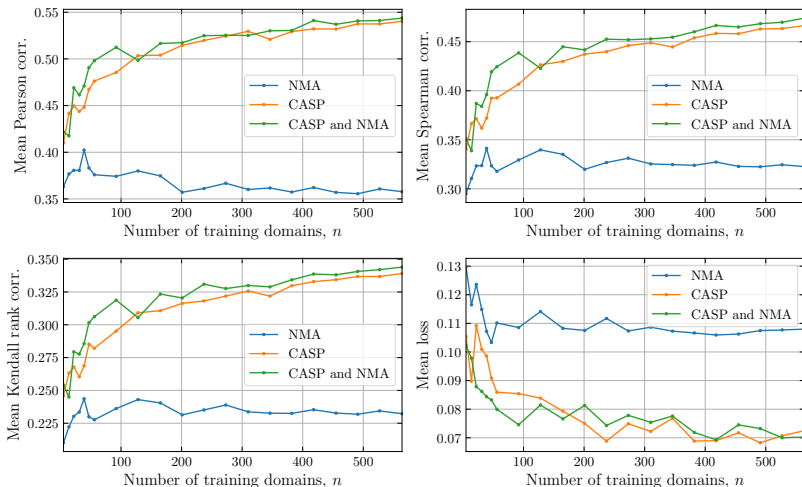 Mean Pearson corr.
0.55
0.50
0.45
0.40
0.35
100
200
300
400
500
Number of training domains, n
NMA
CASP
CASP and NMA
Mean Spearman corr.
0.45
0.40
0.35
0.30
100
200
300
400
500
Number of training domains, n
NMA
CASP
CASP and NMA
Mean Kendall rank corr.
0.350
0.325
0.300
0.275
0.250
0.225
100
200
300
400
500
Number of training domains, n
NMA
CASP
CASP and NMA
Mean loss
0.13
0.12
0.11
0.10
0.09
0.08
0.07
100
200
300
400
500
Number of training domains, n
NMA
CASP
CASP and NMA